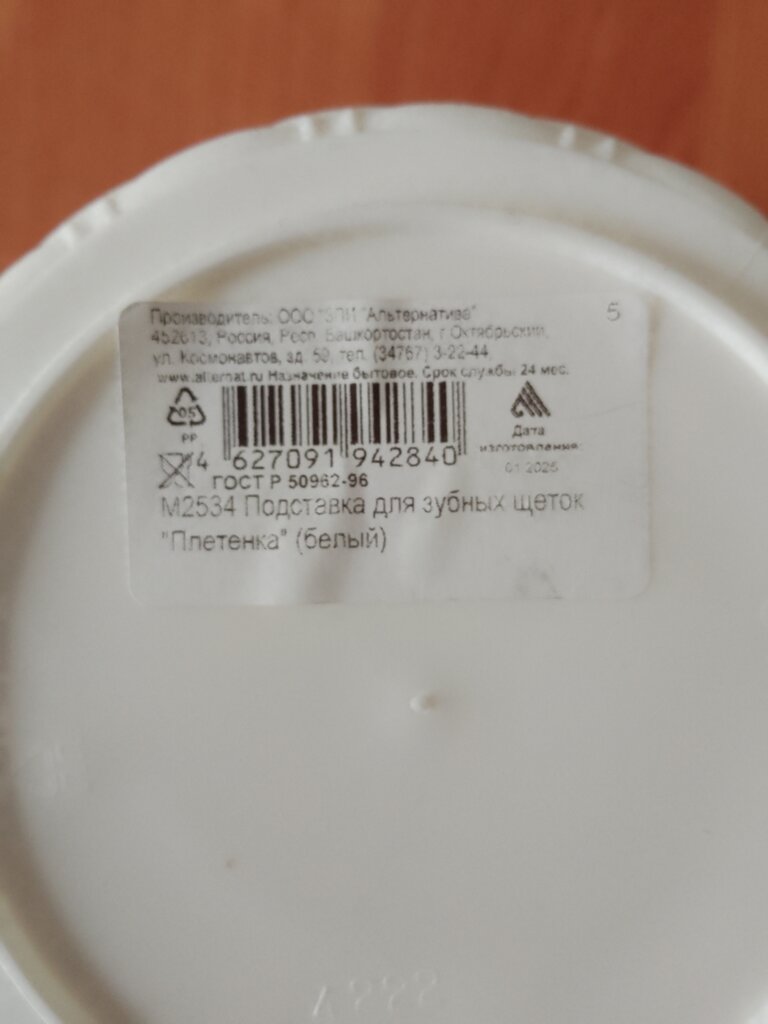 Производитель: ООО "ЗПИ "Альтернатива"
5
452613, Россия, Респ. Башкортостан, г.Октябрьский,
ул. Космонавтов, зд. 59, тел. (34767) 3-22-44,
www.alternat.ru Назначение бытовое. Срок службы 24 мес.
05
PP
Дата
изготовления:
01.2025
4 627091 942840
ГОСТ Р 50962-96
М2534 Подставка для зубных щеток
"Плетенка" (белый)